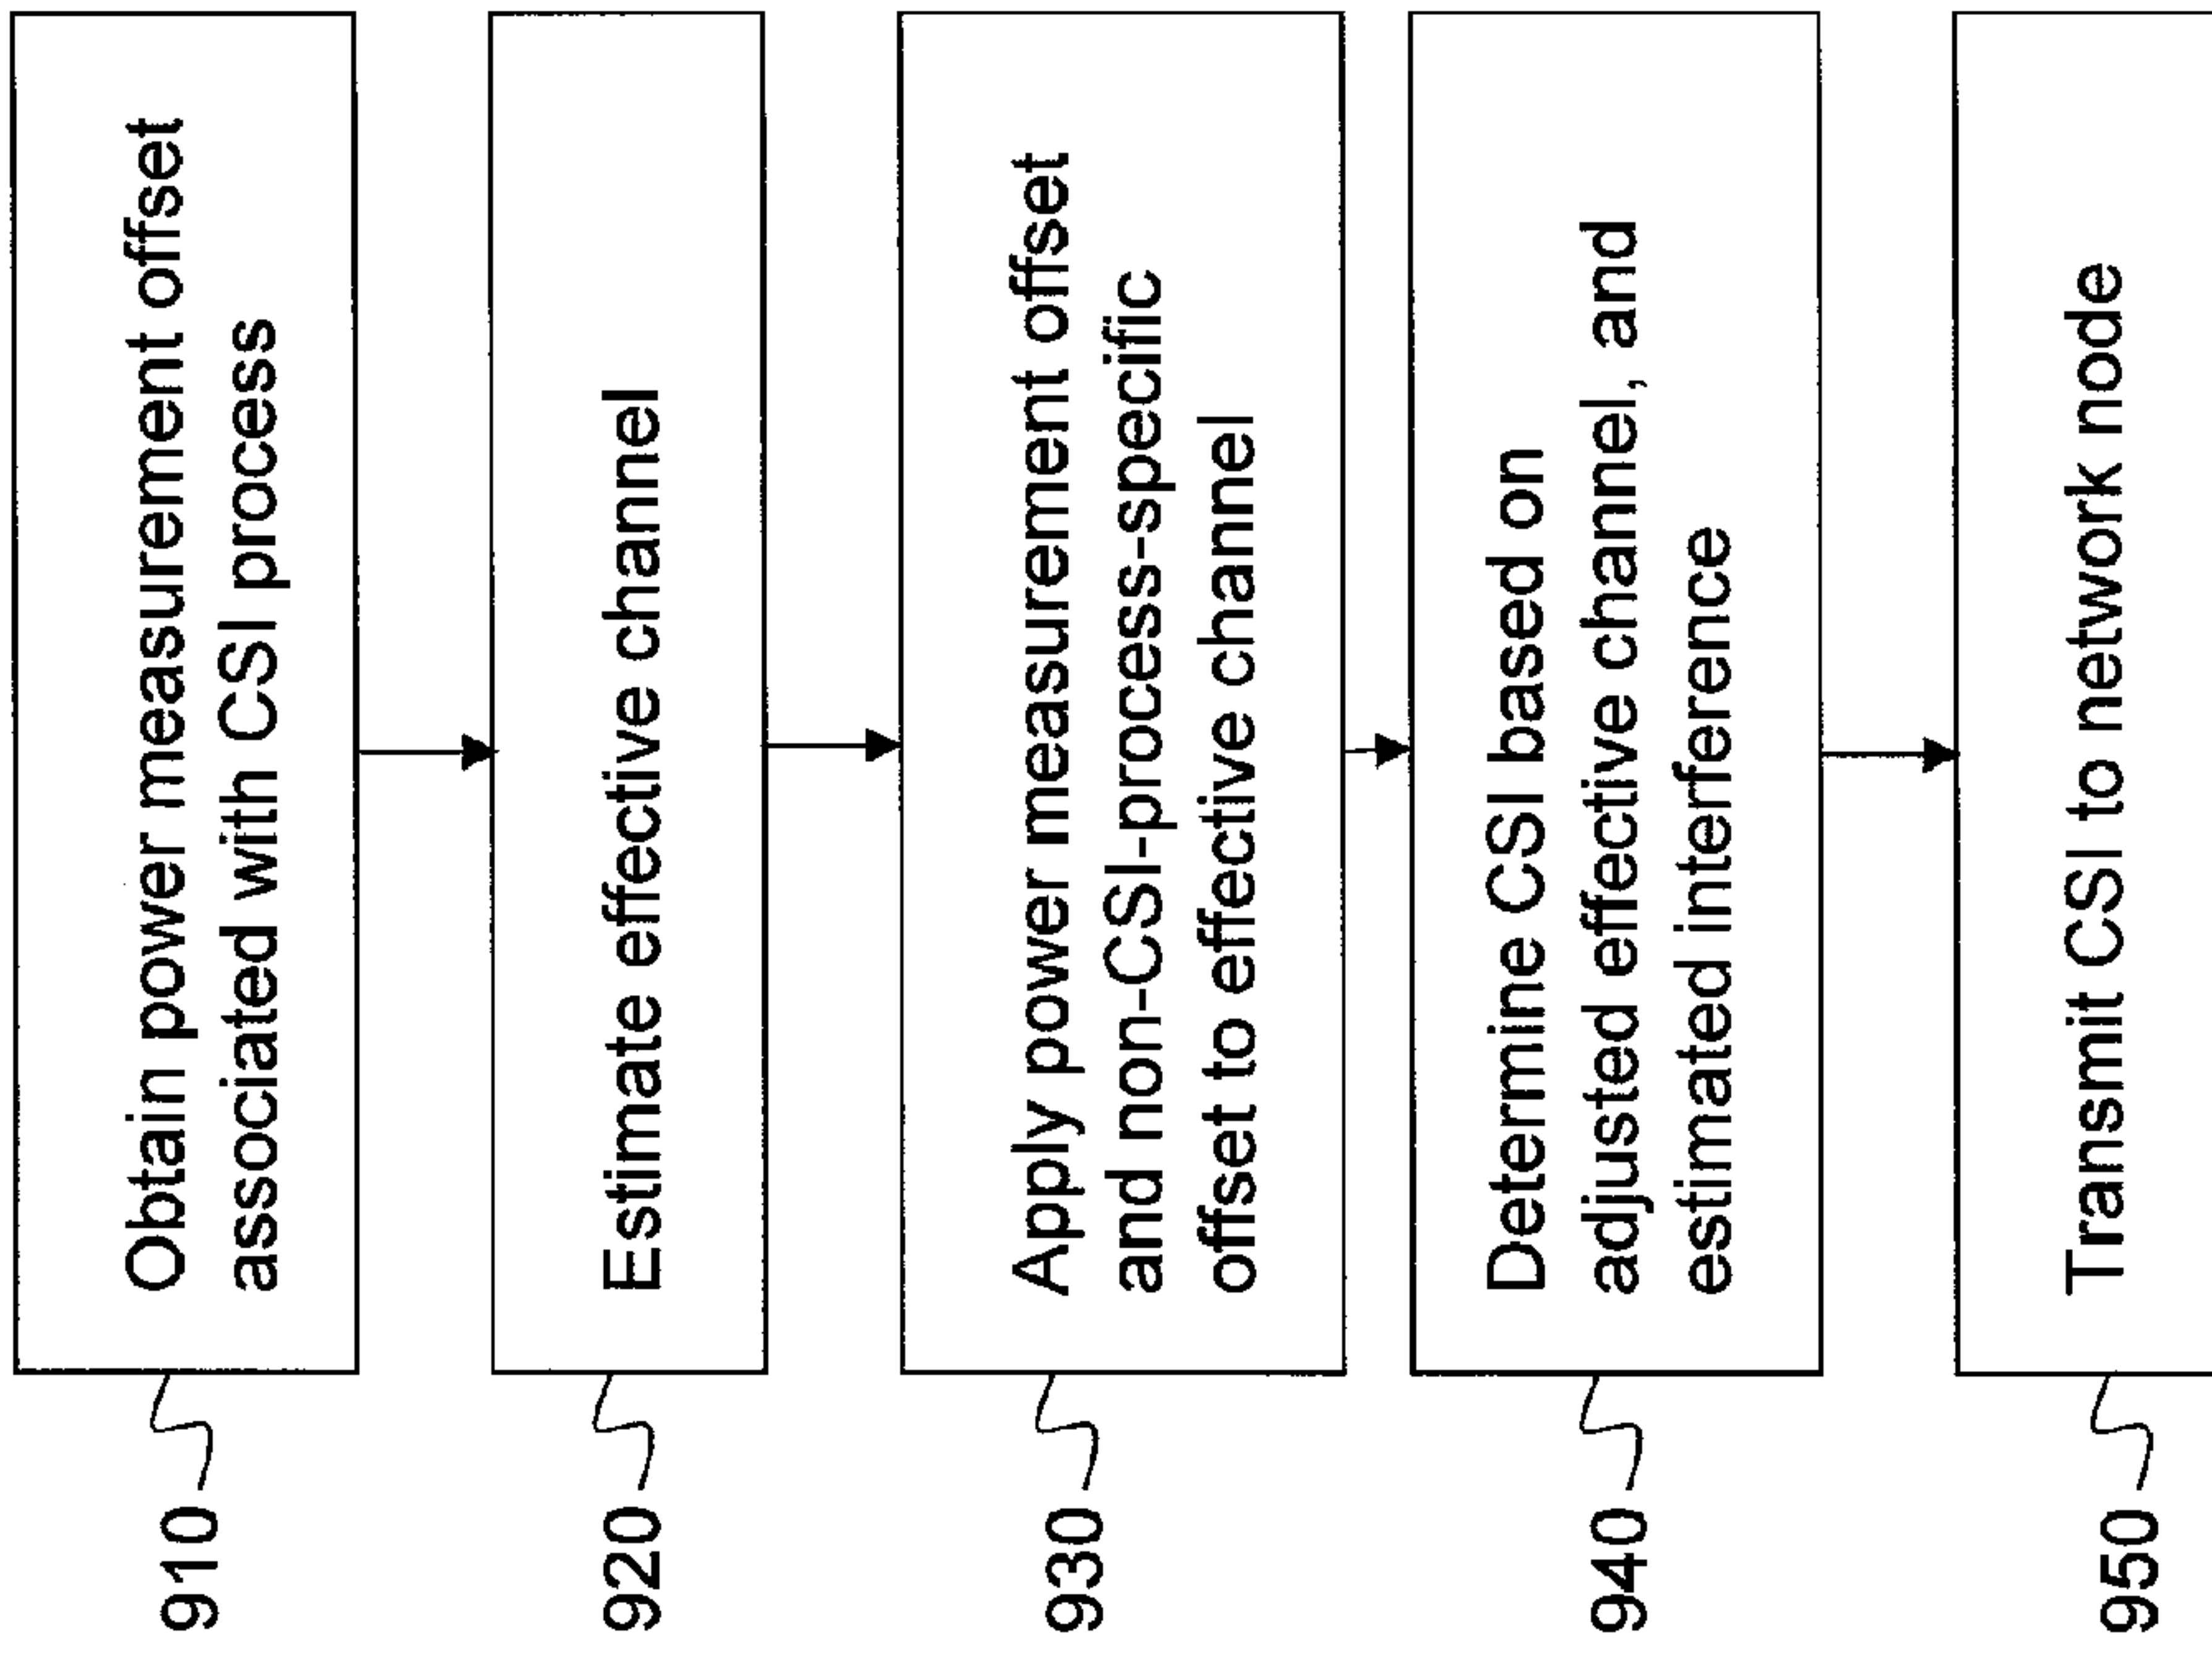 910
Obtain power measurement offset
associated with CSI process
920
Estimate effective channel
930
Apply power measurement offset
and non-CSI-process-specific
offset to effective channel
940
Determine CSI based on
adjusted effective channel, and
estimated interference
950
Transmit CSI to network node